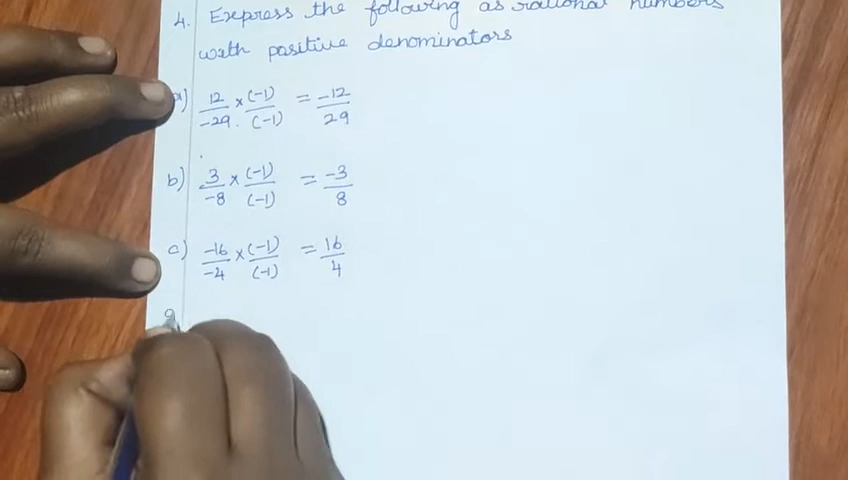 4. Express the following as rational numbers
with positive denominators
a) 12/-29 × (-1)/(-1) = -12/29
b) 3/-8 × (-1)/(-1) = -3/8
c) -16/-4 × (-1)/(-1) = 16/4